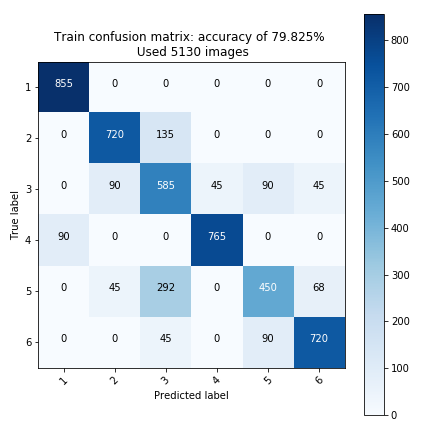 Train confusion matrix: accuracy of 79.825%
Used 5130 images
1 855 0 0 0 0 0
2 0 720 135 0 0 0
3 0 90 585 45 90 45
4 90 0 0 765 0 0
5 0 45 292 0 450 68
6 0 0 45 0 90 720
1 2 3 4 5 6
True label
Predicted label
800
700
600
500
400
300
200
100
0